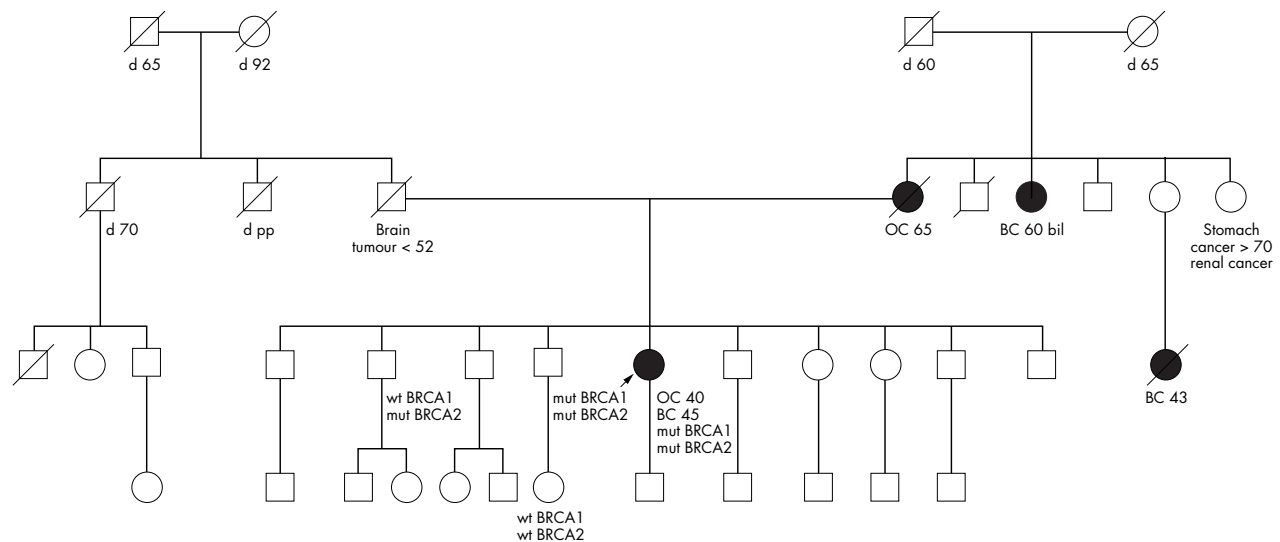 d 65
d 92
d 60
d 65
d 70
d pp
Brain
tumour < 52
OC 65
BC 60 bil
Stomach
cancer > 70
renal cancer
wt BRCA1
mut BRCA2
mut BRCA1
mut BRCA2
OC 40
BC 45
mut BRCA1
mut BRCA2
BC 43
wt BRCA1
wt BRCA2